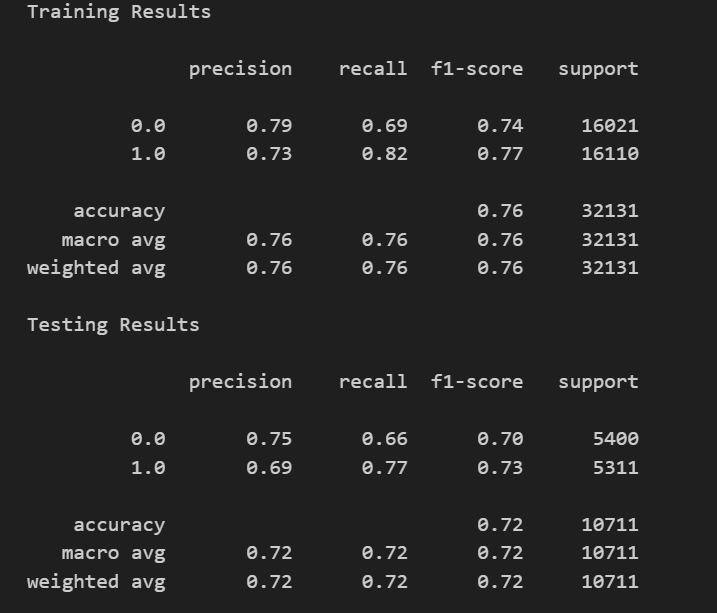 Training Results
precision recall f1-score support
0.0 0.79 0.69 0.74 16021
1.0 0.73 0.82 0.77 16110
accuracy 0.76 32131
macro avg 0.76 0.76 0.76 32131
weighted avg 0.76 0.76 0.76 32131
Testing Results
precision recall f1-score support
0.0 0.75 0.66 0.70 5400
1.0 0.69 0.77 0.73 5311
accuracy 0.72 10711
macro avg 0.72 0.72 0.72 10711
weighted avg 0.72 0.72 0.72 10711